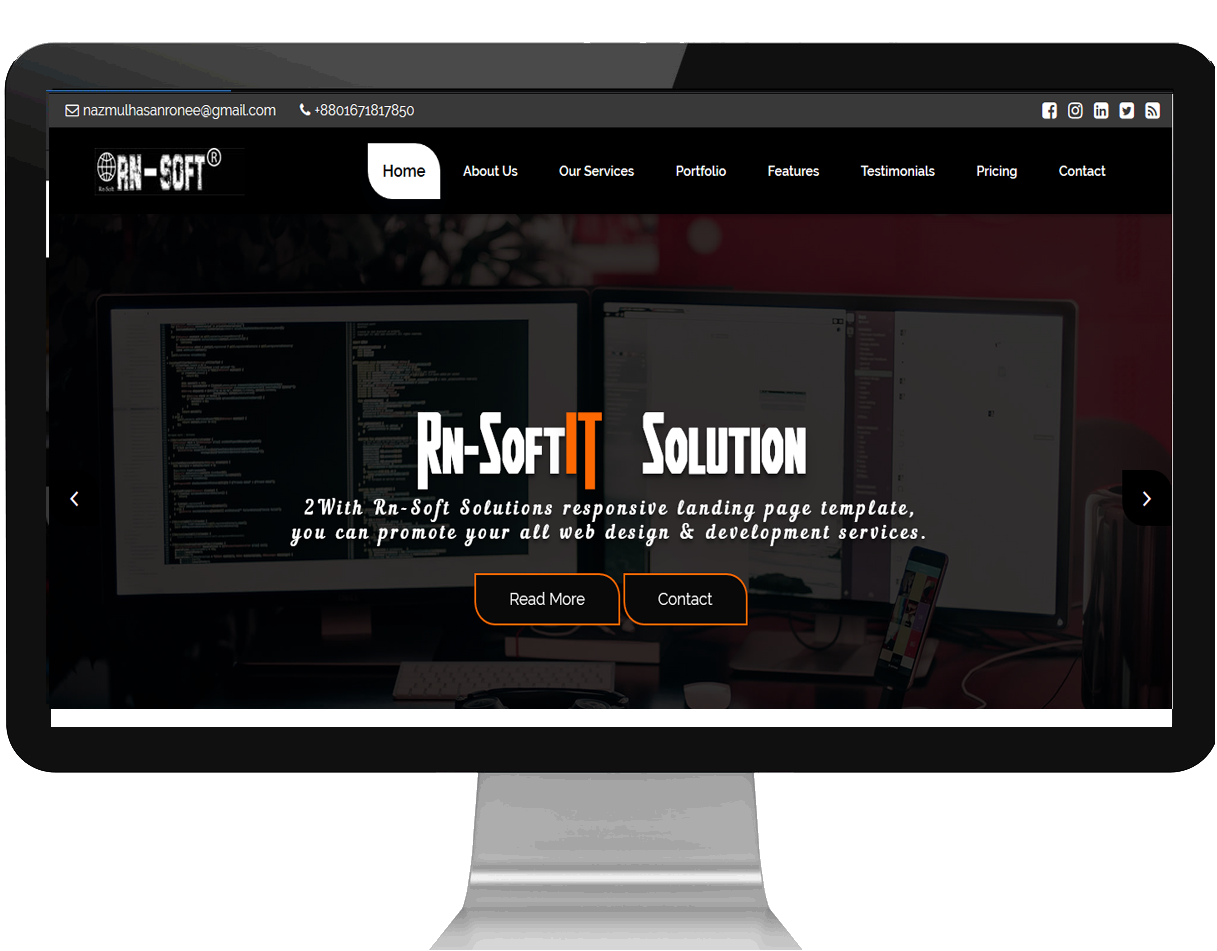 nazmulhasanronee@gmail.com +8801671817850
RN-SOFT®
Rn-Soft
Home About Us Our Services Portfolio Features Testimonials Pricing Contact
Rn-SoftIT Solution
2With Rn-Soft Solutions responsive landing page template,
you can promote your all web design & development services.
Read More Contact